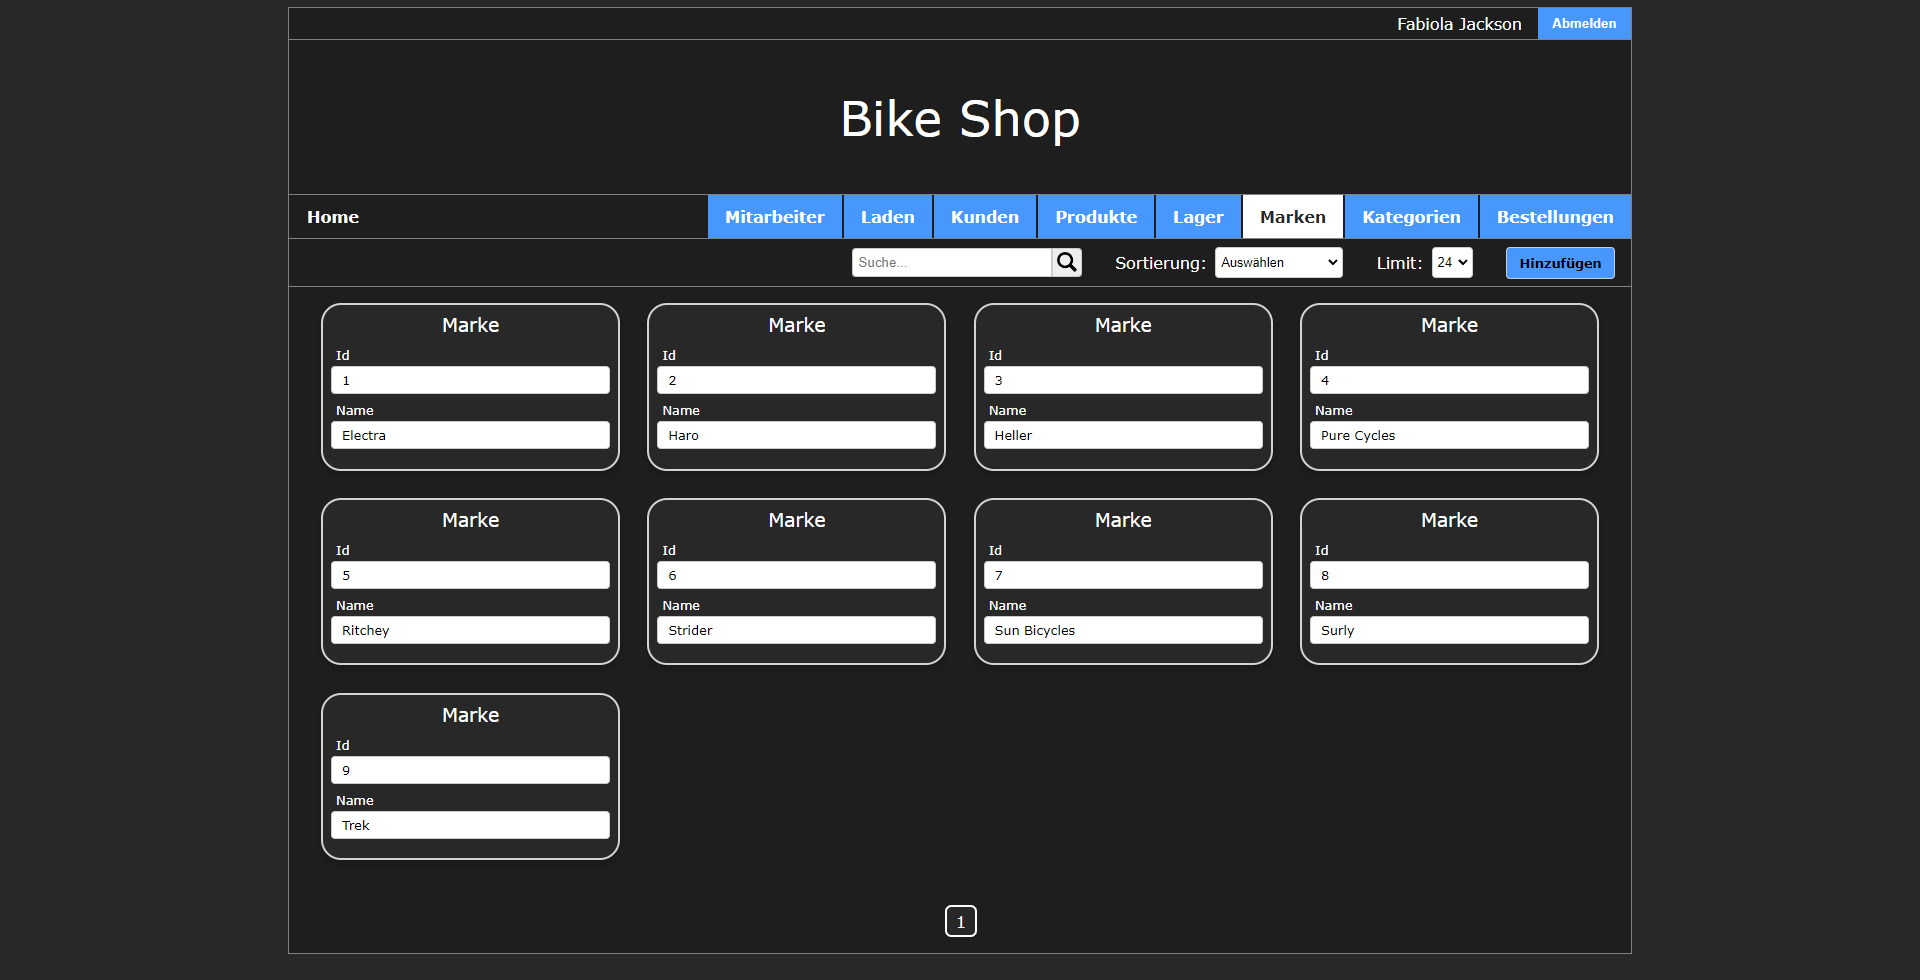 Fabiola Jackson Abmelden
Bike Shop
Home Mitarbeiter Laden Kunden Produkte Lager Marken Kategorien Bestellungen
Suche... Sortierung: Auswählen Limit: 24 Hinzufügen
Marke Marke Marke Marke
Id Id Id Id
1 2 3 4
Name Name Name Name
Electra Haro Heller Pure Cycles
Marke Marke Marke Marke
Id Id Id Id
5 6 7 8
Name Name Name Name
Ritchey Strider Sun Bicycles Surly
Marke
Id
9
Name
Trek
1